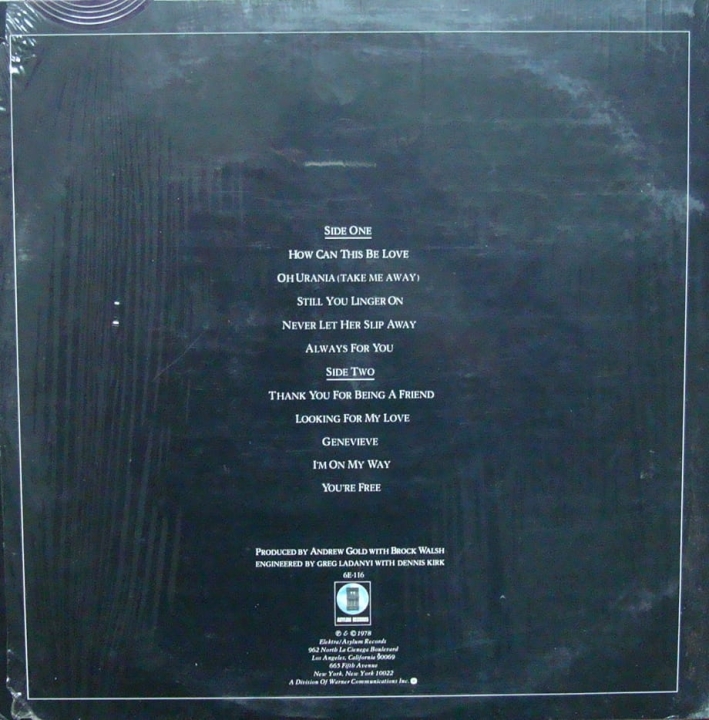 SIDE ONE
HOW CAN THIS BE LOVE
OH URANIA (TAKE ME AWAY)
STILL YOU LINGER ON
NEVER LET HER SLIP AWAY
ALWAYS FOR YOU
SIDE TWO
THANK YOU FOR BEING A FRIEND
LOOKING FOR MY LOVE
GENEVIEVE
I'M ON MY WAY
YOU'RE FREE
PRODUCED BY ANDREW GOLD WITH BROCK WALSH
ENGINEERED BY GREG LADANYI WITH DENNIS KIRK
6E-116
ASYLUM RECORDS
℗ & © 1978
Elektra/Asylum Records
962 North La Cienega Boulevard
Los Angeles, California 90069
665 Fifth Avenue
New York, New York 10022
A Division Of Warner Communications Inc.